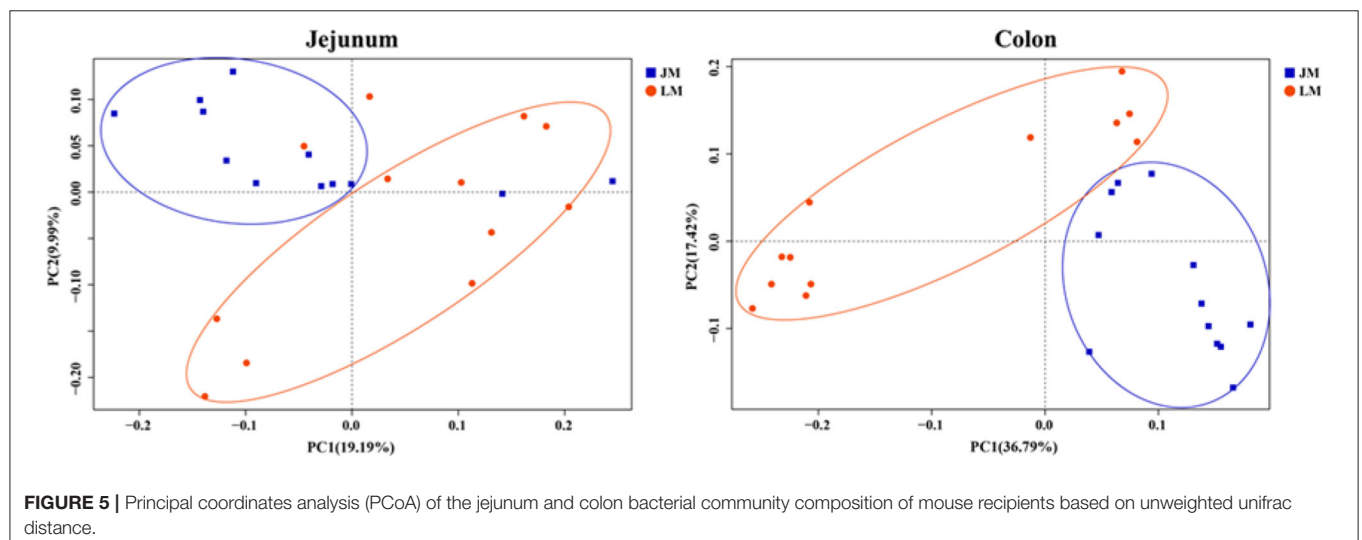 Jejunum
JM
LM
0.10
0.05
0.00
−0.10
−0.20
PC2(9.99%)
−0.2
−0.1
0.0
0.1
0.2
PC1(19.19%)
Colon
JM
LM
0.2
0.1
0.0
−0.1
PC2(17.42%)
−0.2
−0.1
0.0
0.1
PC1(36.79%)
FIGURE 5 | Principal coordinates analysis (PCoA) of the jejunum and colon bacterial community composition of mouse recipients based on unweighted unifrac
distance.